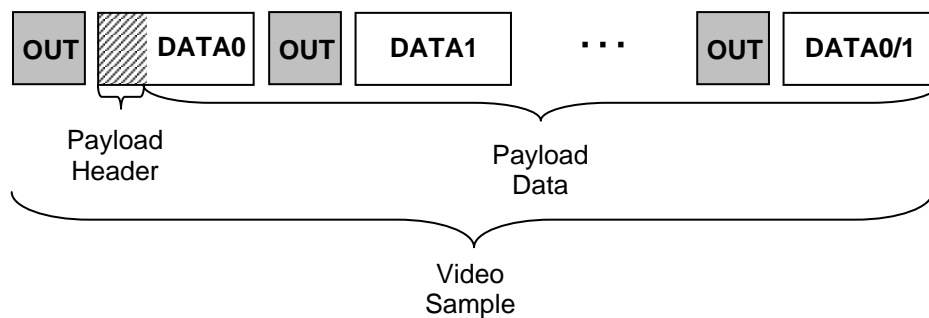 OUT DATA0 OUT DATA1 ... OUT DATA0/1
Payload
Header
Payload
Data
Video
Sample